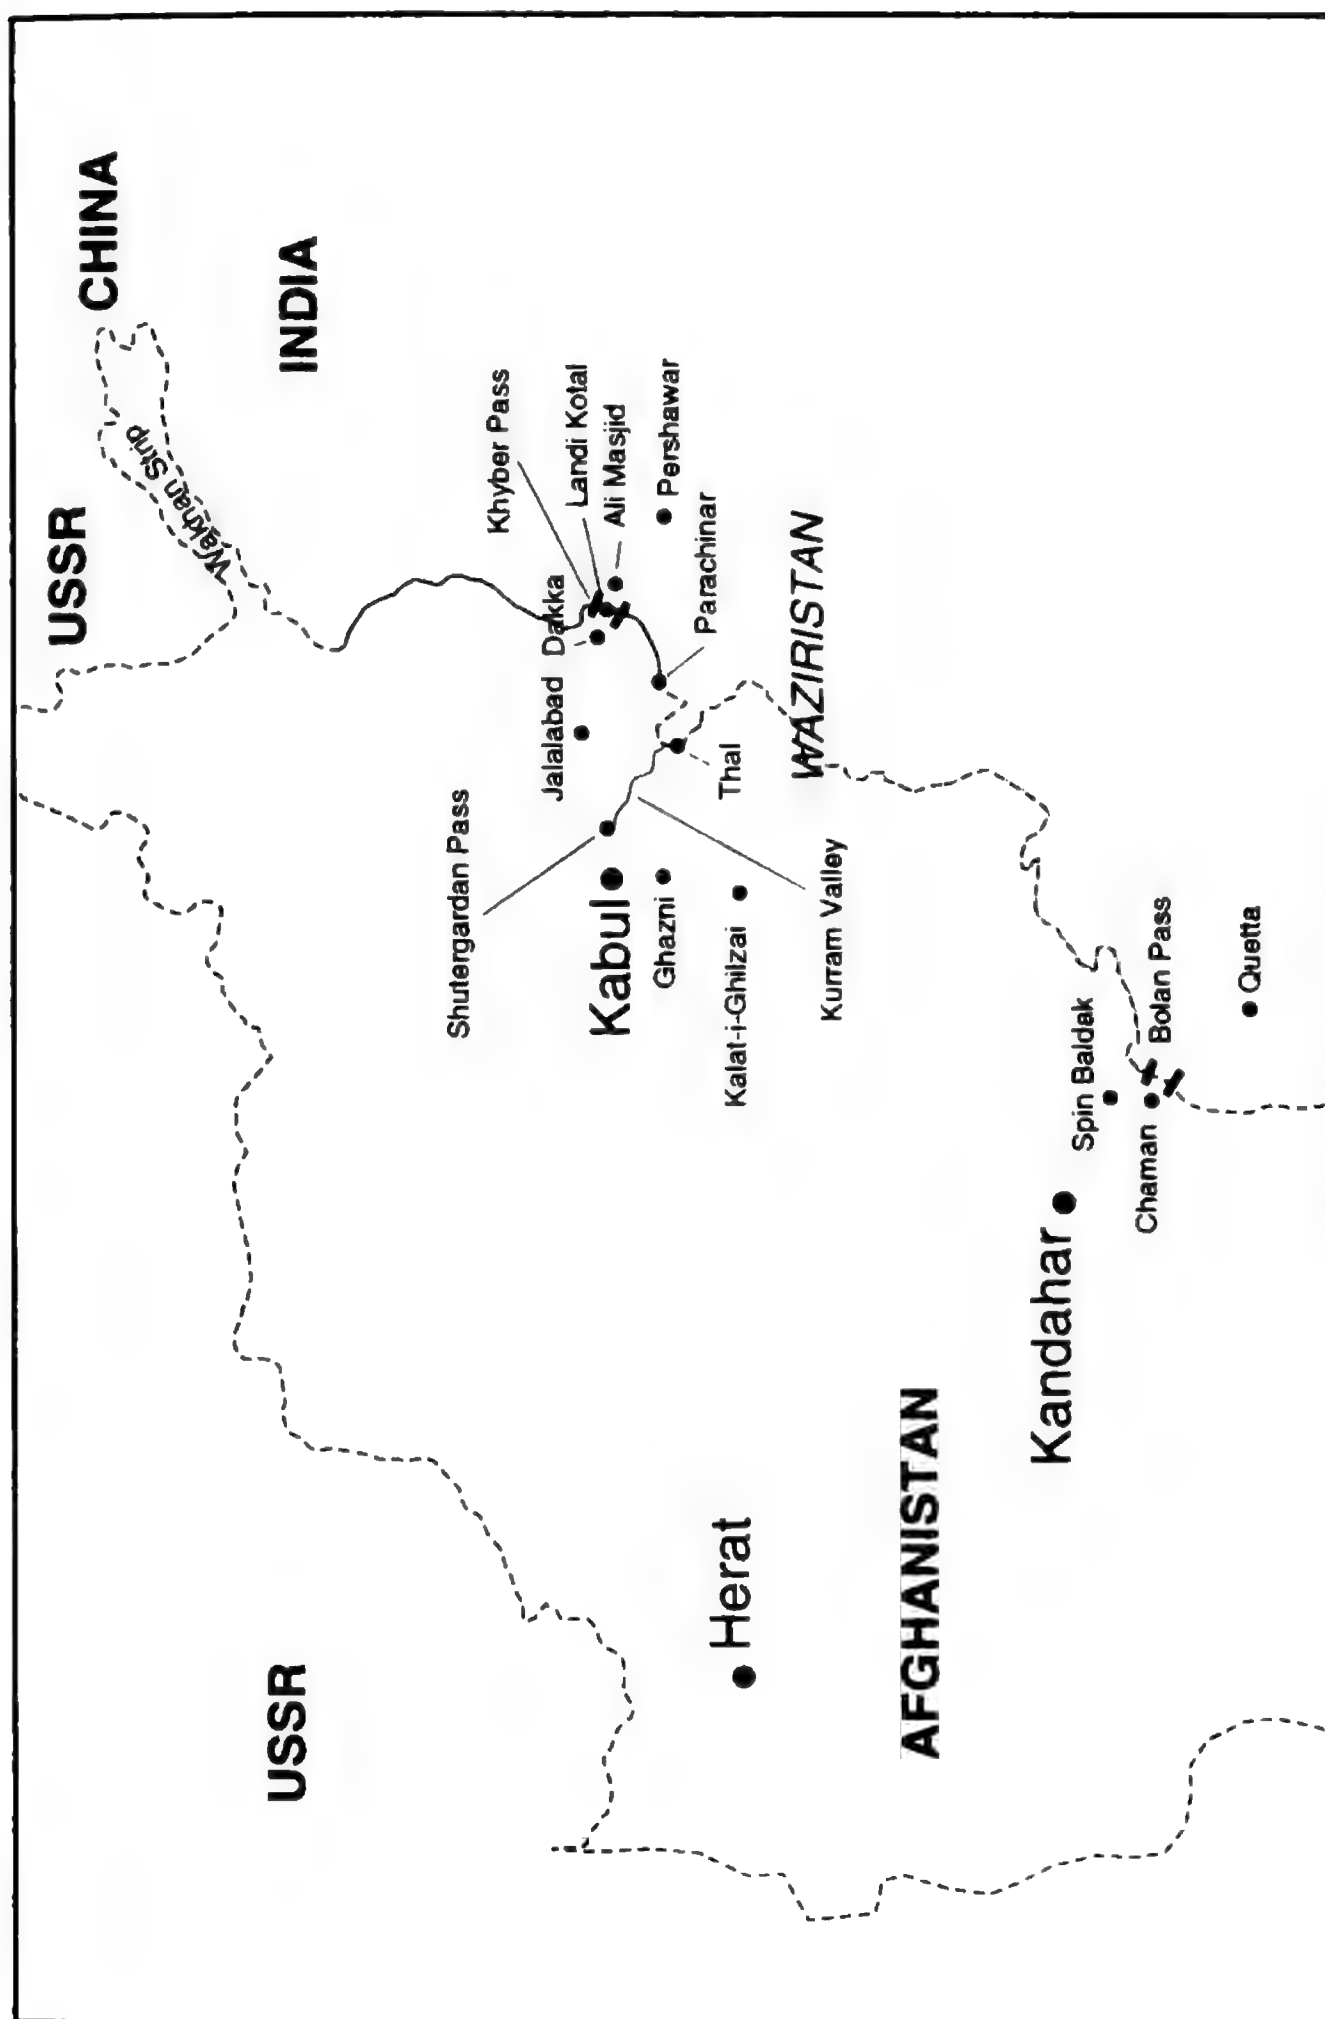 USSR
CHINA
Wakhan Strip
INDIA
USSR
Khyber Pass
Landi Kotal
Ali Masjid
Pershawar
Dakka
Jalalabad
Parachinar
Shutergardan Pass
Kabul
Ghazni
Thal
WAZIRISTAN
Kalat-i-Ghilzai
Kurram Valley
Herat
AFGHANISTAN
Kandahar
Spin Baldak
Chaman
Bolan Pass
Quetta